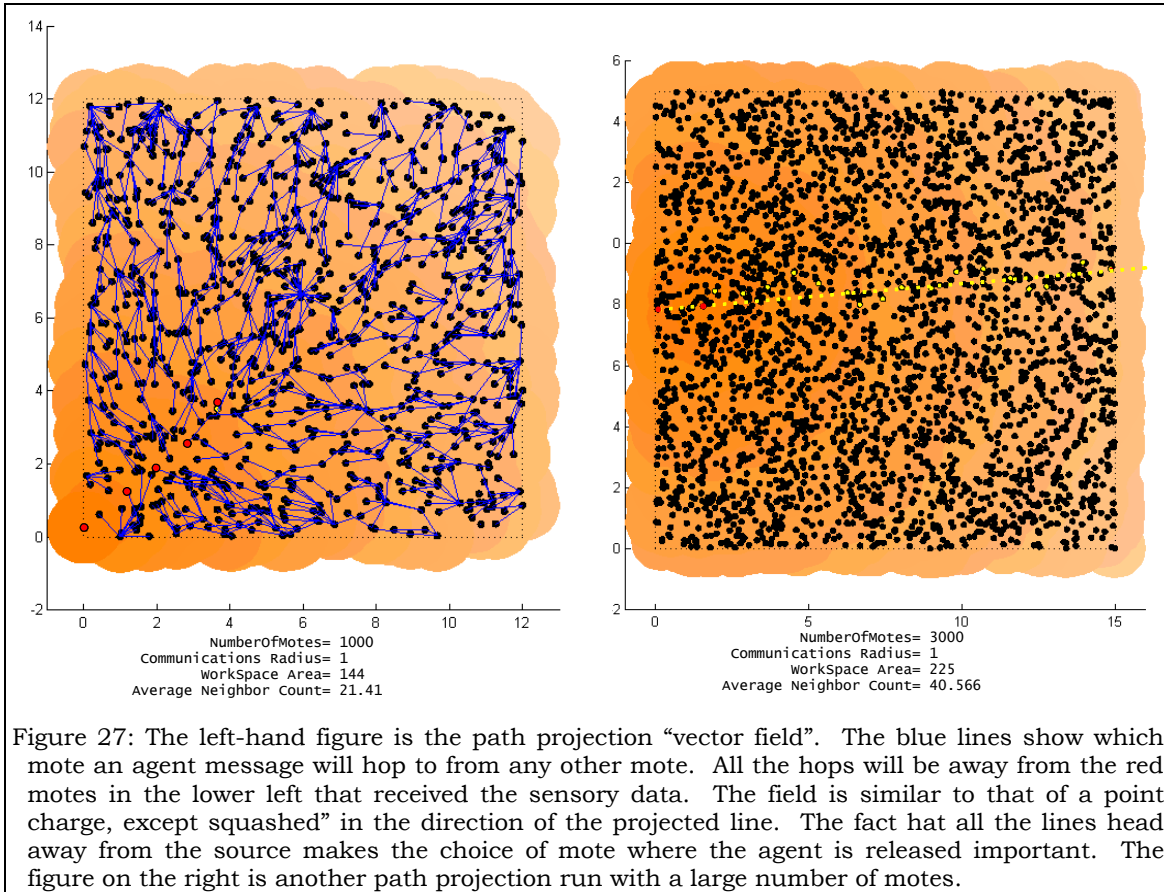 14
12
10
8
6
4
2
0
-2
0 2 4 6 8 10 12
NumberOfMotes= 1000
Communications Radius= 1
WorkSpace Area= 144
Average Neighbor Count= 21.41
6
4
2
0
8
6
4
2
0
2
0 5 10 15
NumberOfMotes= 3000
Communications Radius= 1
WorkSpace Area= 225
Average Neighbor Count= 40.566
Figure 27: The left-hand figure is the path projection “vector field”. The blue lines show which
mote an agent message will hop to from any other mote. All the hops will be away from the red
motes in the lower left that received the sensory data. The field is similar to that of a point
charge, except squashed” in the direction of the projected line. The fact hat all the lines head
away from the source makes the choice of mote where the agent is released important. The
figure on the right is another path projection run with a large number of motes.